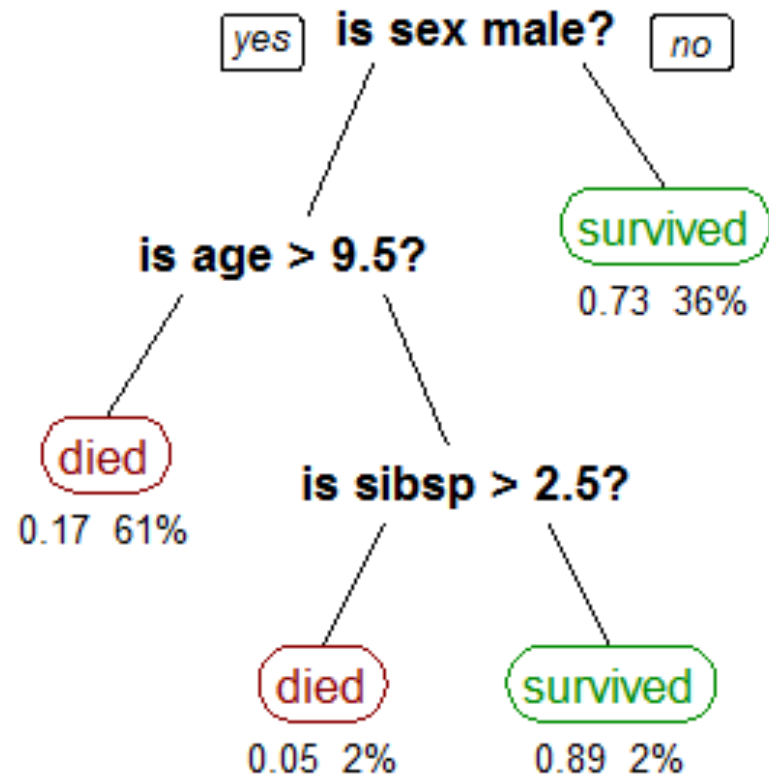 yes is sex male? no
survived
is age > 9.5?
0.73 36%
died
is sibsp > 2.5?
0.17 61%
died survived
0.05 2% 0.89 2%